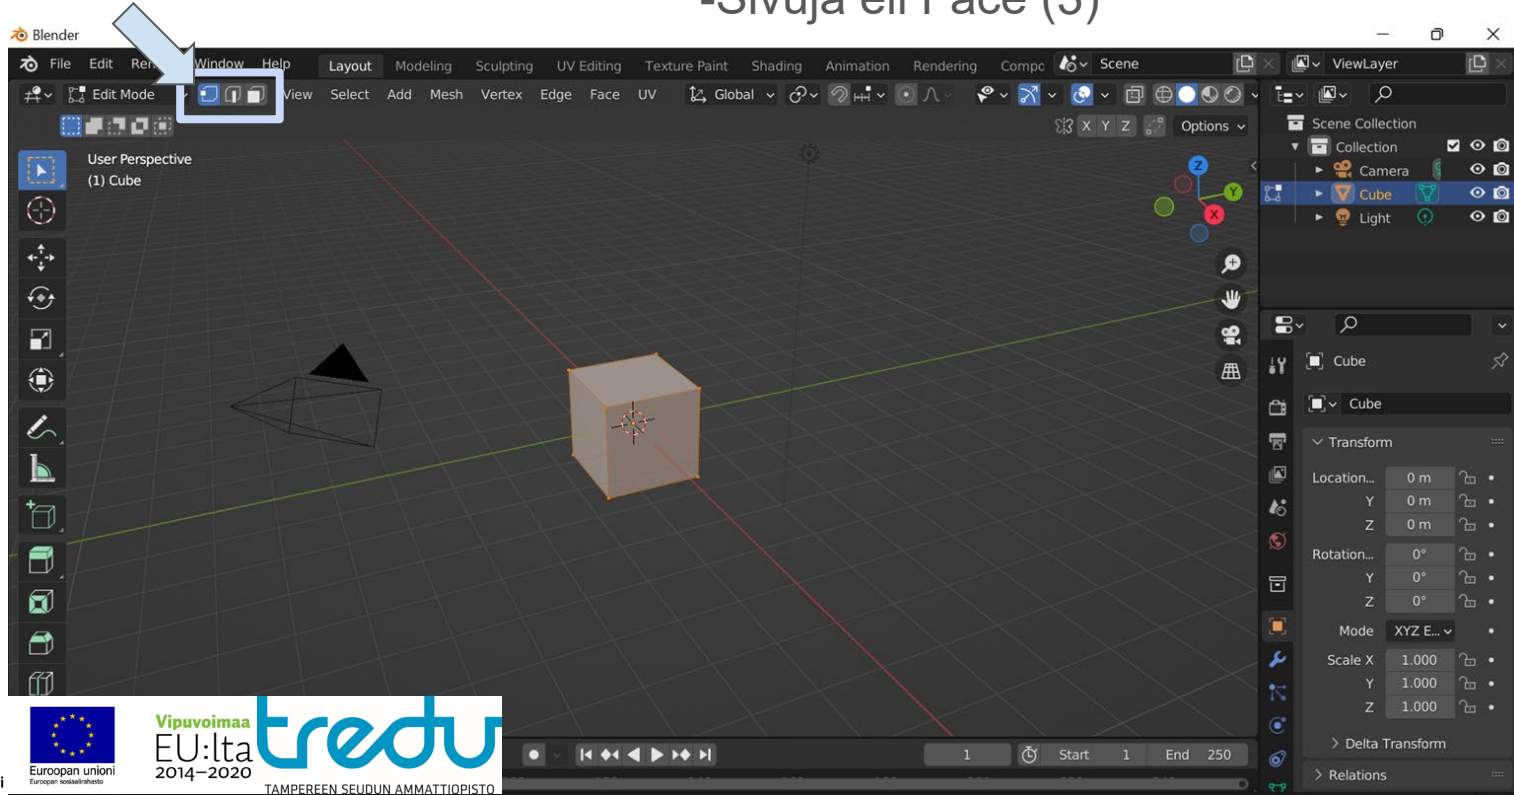 -Sivuja eli Face (3)
Blender
File Edit Window Help Layout Modeling Sculpting UV Editing Texture Paint Shading Animation Rendering Compo Scene ViewLayer
Edit Mode View Select Add Mesh Vertex Edge Face UV Global
X Y Z Options
User Perspective
(1) Cube
Z
Y
X
Scene Collection
Collection
Camera
Cube
Light
Cube
Cube
Transform
Location... 0 m
Y 0 m
Z 0 m
Rotation... 0°
Y 0°
Z 0°
Mode XYZ E...
Scale X 1.000
Y 1.000
Z 1.000
Delta Transform
Relations
1 Start 1 End 250
Euroopan unioni
Euroopan sosiaalirahasto
Vipuvoimaa
EU:lta
2014–2020
tredu
TAMPEREEN SEUDUN AMMATTIOPISTO
i